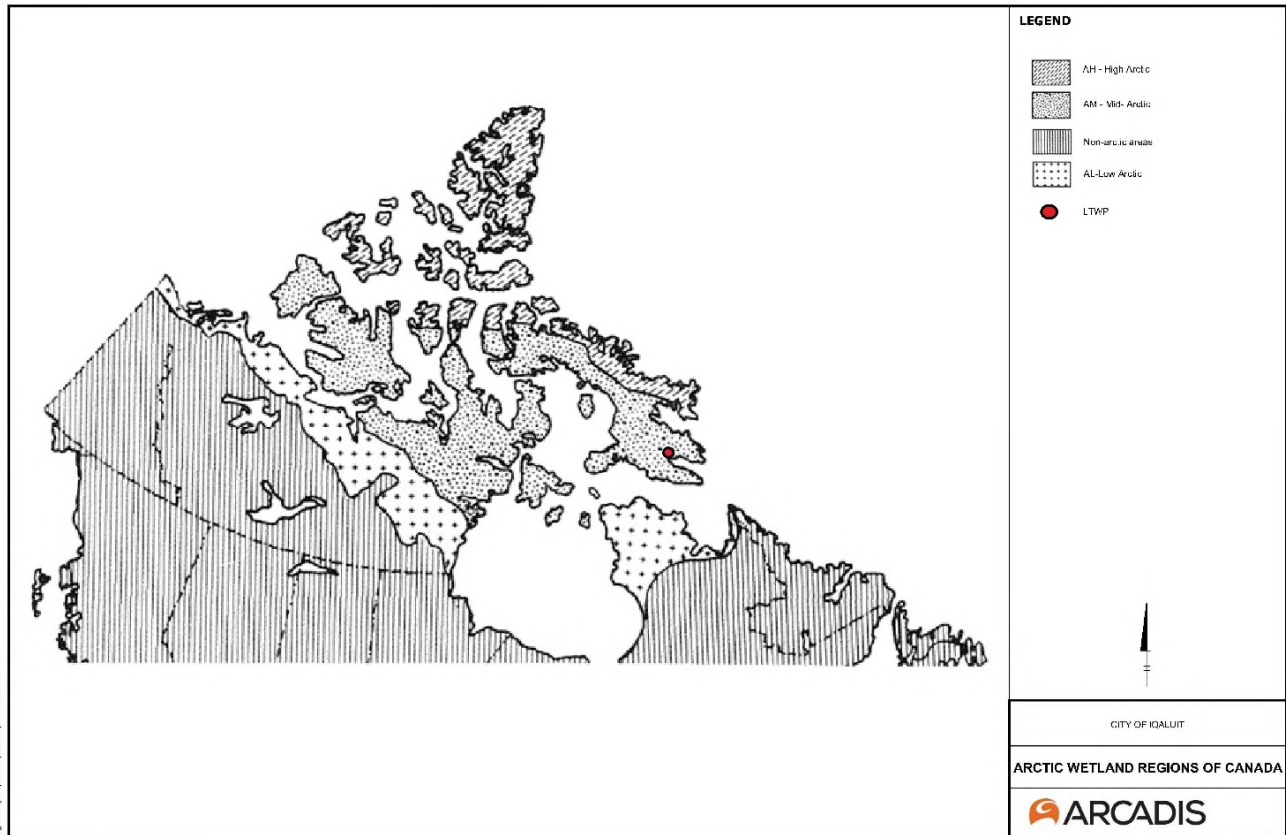 LEGEND
AH - High Arctic
AM - Mid- Arctic
Non-arctic areas
AL-Low Arctic
LTWP
CITY OF IQALUIT
ARCTIC WETLAND REGIONS OF CANADA
ARCADIS